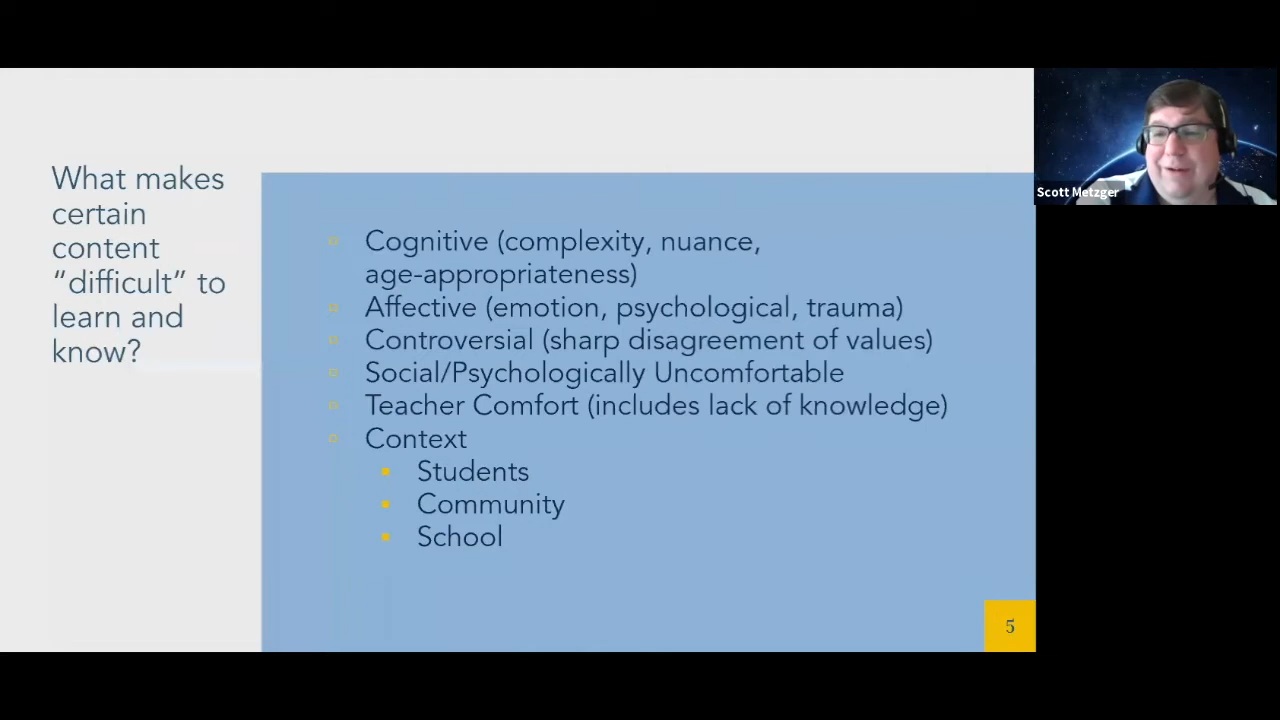 What makes
certain
content
“difficult” to
learn and
know?
Cognitive (complexity, nuance,
age-appropriateness)
Affective (emotion, psychological, trauma)
Controversial (sharp disagreement of values)
Social/Psychologically Uncomfortable
Teacher Comfort (includes lack of knowledge)
Context
Students
Community
School
5
Scott Metzger